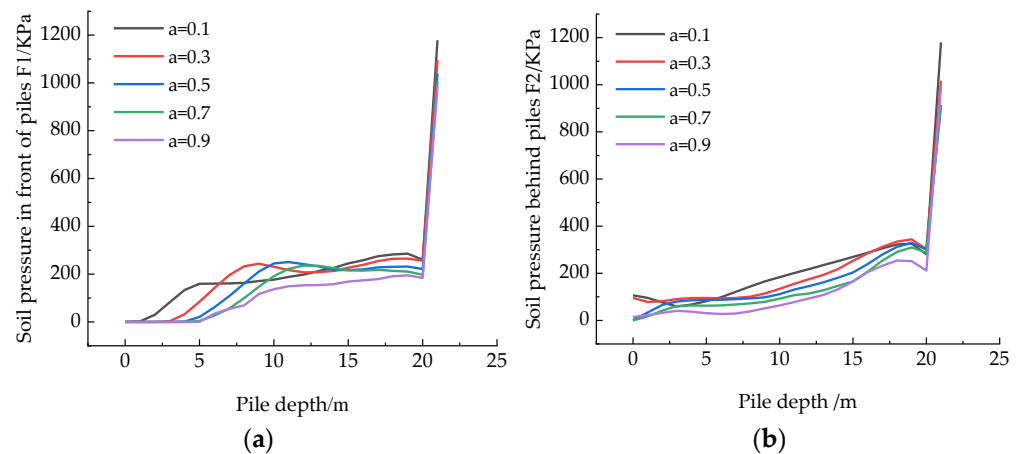 Soil pressure in front of piles F1/KPa
1200
1000
800
600
400
200
0
a=0.1
a=0.3
a=0.5
a=0.7
a=0.9
0 5 10 15 20 25
Pile depth/m
(a)
Soil pressure behind piles F2/KPa
1200
1000
800
600
400
200
0
a=0.1
a=0.3
a=0.5
a=0.7
a=0.9
0 5 10 15 20 25
Pile depth /m
(b)